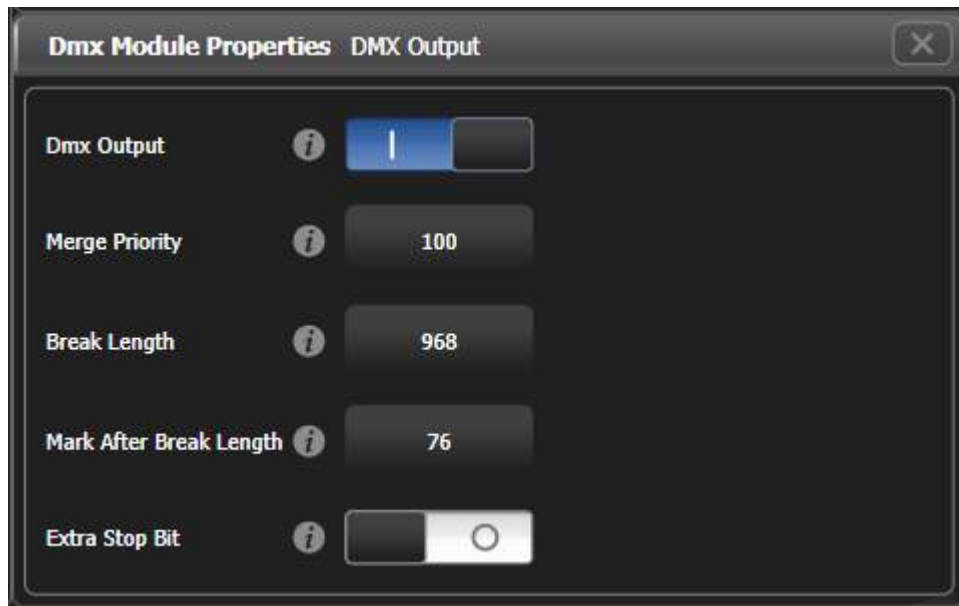 Dmx Module Properties DMX Output
Dmx Output
Merge Priority 100
Break Length 968
Mark After Break Length 76
Extra Stop Bit